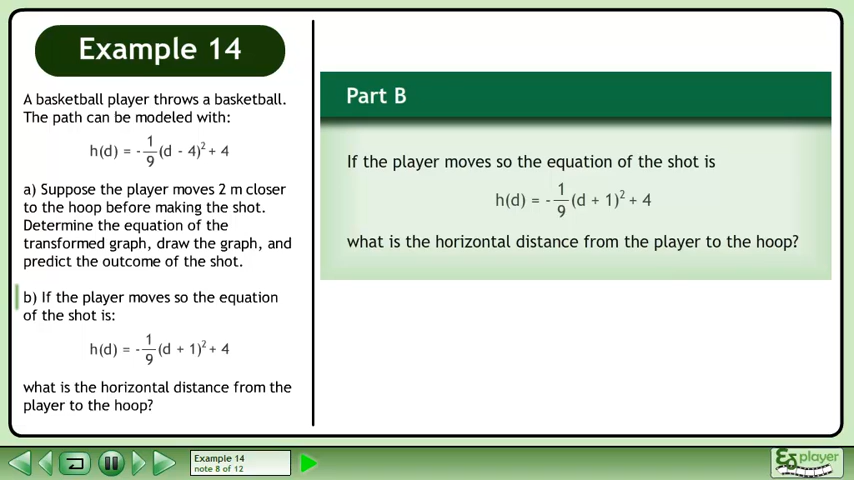 Example 14
A basketball player throws a basketball.
The path can be modeled with:
h(d) = -1/9(d - 4)² + 4
a) Suppose the player moves 2 m closer
to the hoop before making the shot.
Determine the equation of the
transformed graph, draw the graph, and
predict the outcome of the shot.
b) If the player moves so the equation
of the shot is:
h(d) = -1/9(d + 1)² + 4
what is the horizontal distance from the
player to the hoop?
Part B
If the player moves so the equation of the shot is
h(d) = -1/9(d + 1)² + 4
what is the horizontal distance from the player to the hoop?
Example 14
note 8 of 12
player